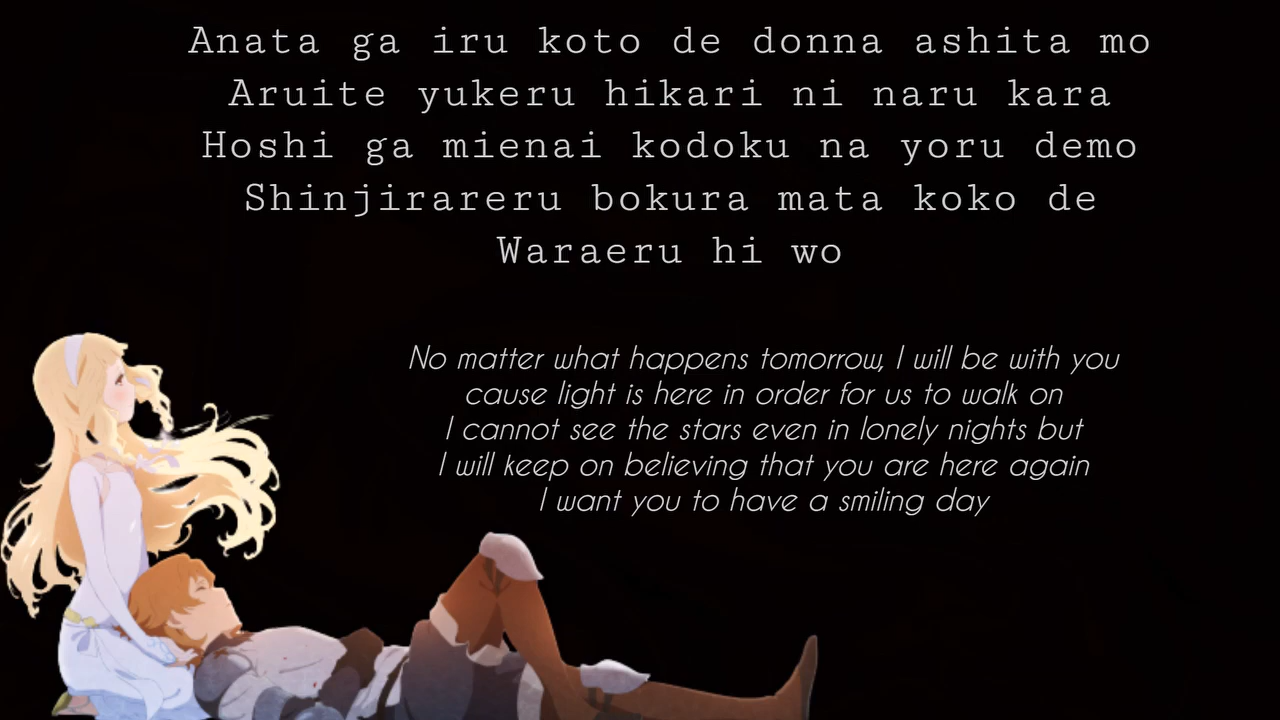 Anata ga iru koto de donna ashita mo
Aruite yukeru hikari ni naru kara
Hoshi ga mienai kodoku na yoru demo
Shinjirareru bokura mata koko de
Waraeru hi wo
No matter what happens tomorrow, I will be with you
cause light is here in order for us to walk on
I cannot see the stars even in lonely nights but
I will keep on believing that you are here again
I want you to have a smiling day